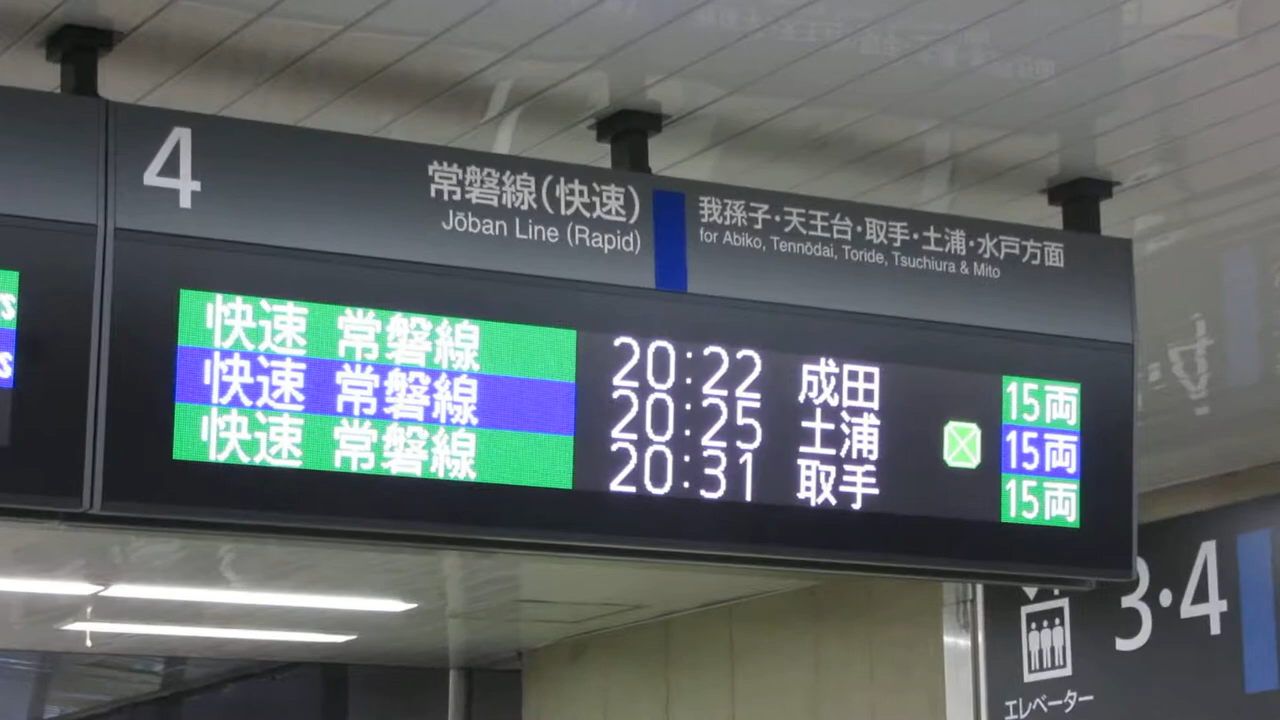 4
常磐線(快速)
Jōban Line (Rapid)
我孫子・天王台・取手・土浦・水戸方面
for Abiko, Tennōdai, Toride, Tsuchiura & Mito
快速 常磐線 20:22 成田 15両
快速 常磐線 20:25 土浦 15両
快速 常磐線 20:31 取手 15両
3・4
エレベーター